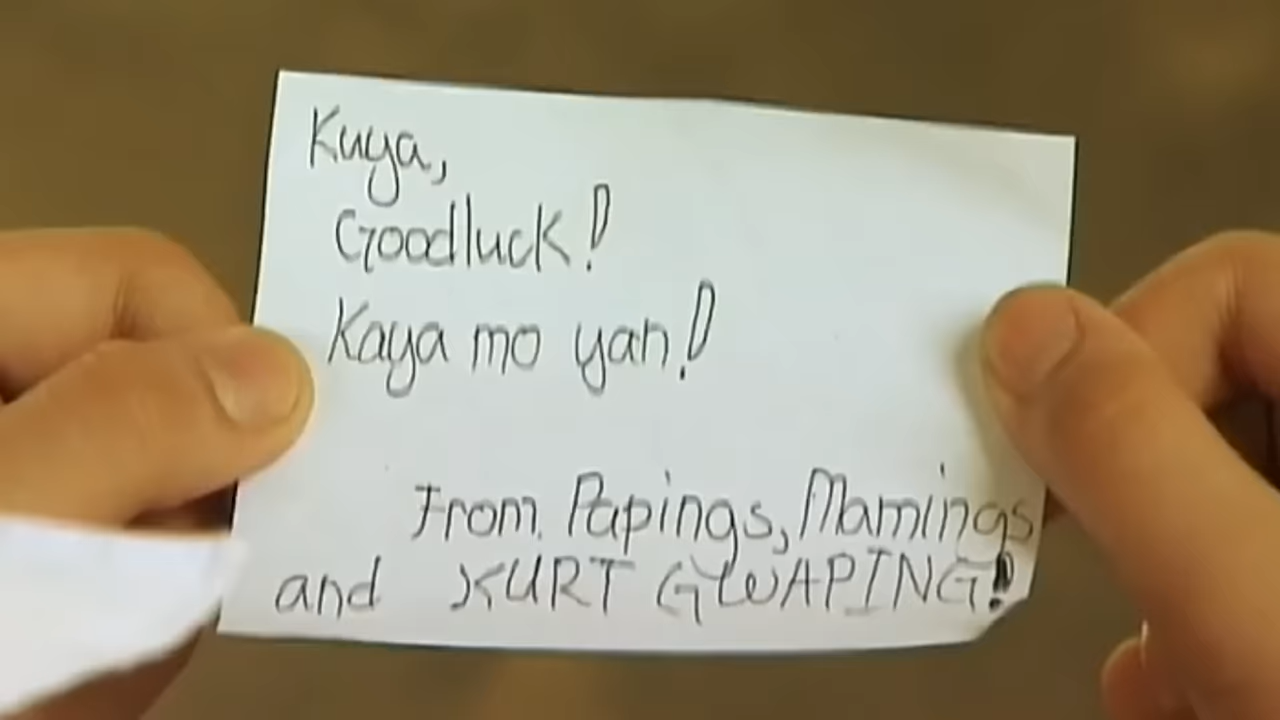 Kuya,
Goodluck!
Kaya mo yan!
From Papings, Mamings
and KURT GWAPING!